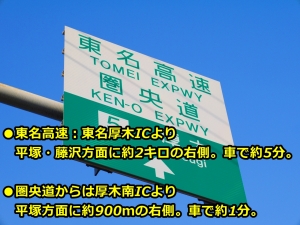 東名高速
TOMEI EXPWY
圏央道
KEN-O EXPWY
●東名高速：東名厚木ICより
平塚・藤沢方面に約2キロの右側。車で約5分。
●圏央道からは厚木南ICより
平塚方面に約900mの右側。車で約1分。